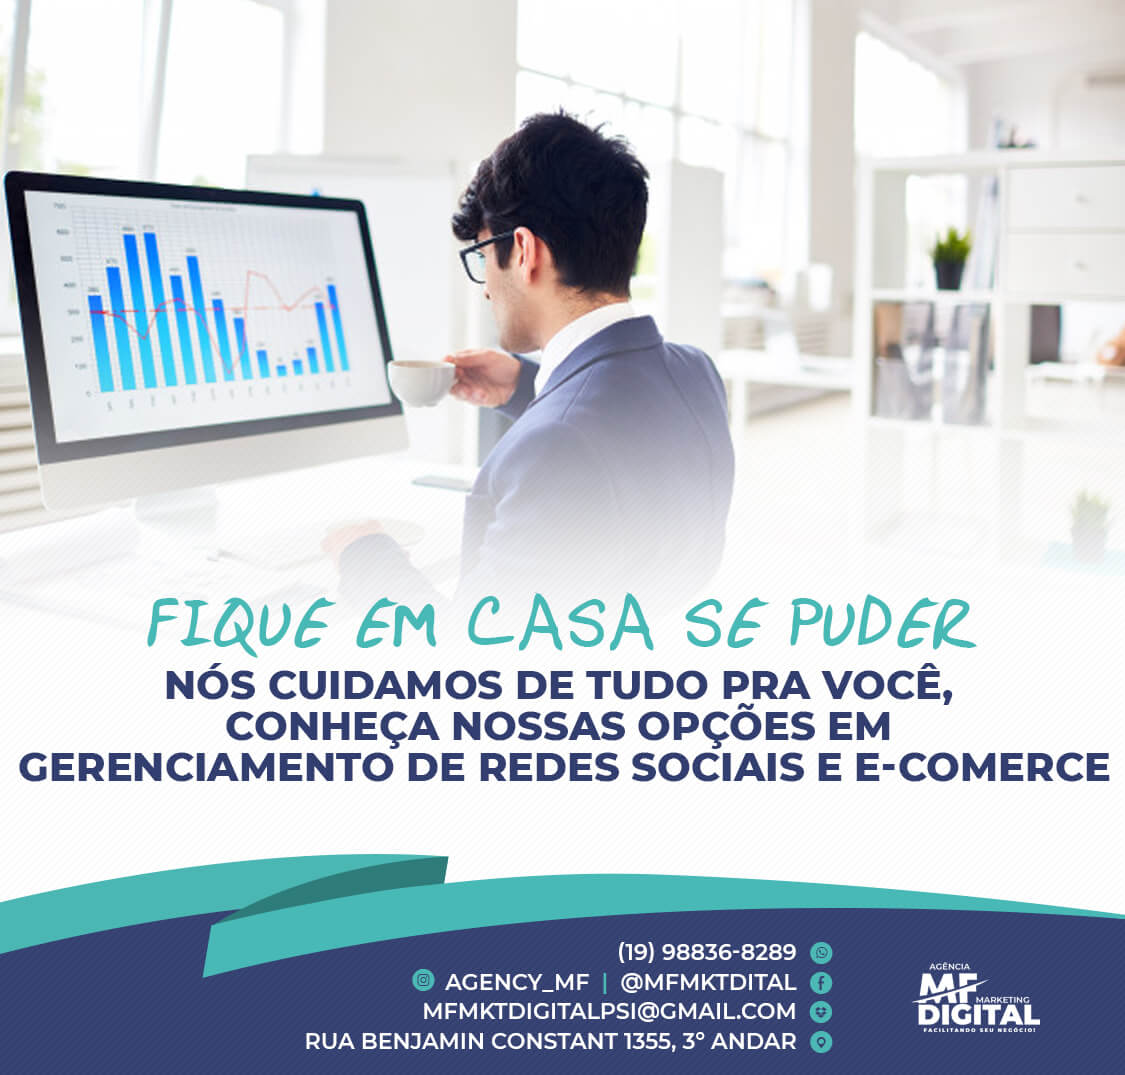 FIQUE EM CASA SE PUDER
NÓS CUIDAMOS DE TUDO PRA VOCÊ,
CONHEÇA NOSSAS OPÇÕES EM
GERENCIAMENTO DE REDES SOCIAIS E E-COMERCE
(19) 98836-8289
AGENCY_MF | @MFMKTDITAL
MFMKTDIGITALPSI@GMAIL.COM
RUA BENJAMIN CONSTANT 1355, 3º ANDAR
AGÊNCIA
MF
MARKETING
DIGITAL
FACILITANDO SEU NEGÓCIO!